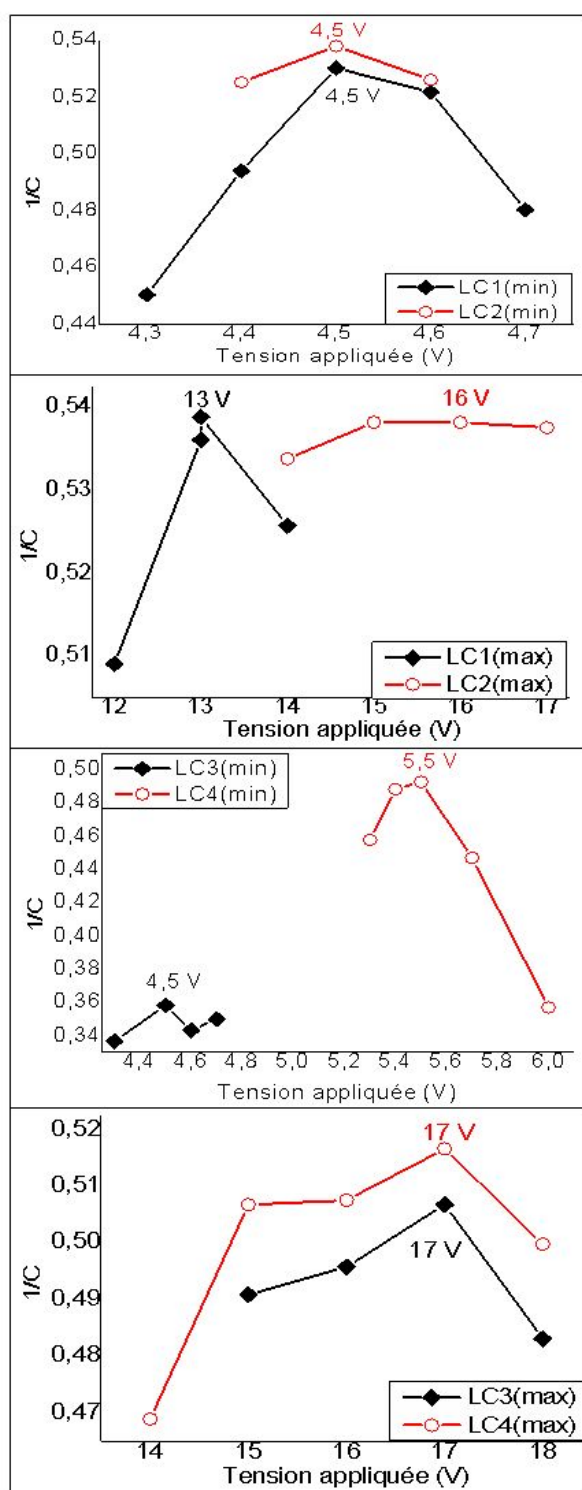 4,5 V
0,54
0,52
0,50
0,48
0,46
0,44
1/C
4,5 V
LC1(min)
LC2(min)
4,3 4,4 4,5 4,6 4,7
Tension appliquée (V)
13 V 16 V
0,54
0,53
0,52
0,51
1/C
LC1(max)
LC2(max)
12 13 14 15 16 17
Tension appliquée (V)
LC3(min)
LC4(min)
5,5 V
0,50
0,48
0,46
0,44
0,42
0,40
0,38
0,36
0,34
1/C
4,5 V
4,4 4,6 4,8 5,0 5,2 5,4 5,6 5,8 6,0
Tension appliquée (V)
17 V
0,52
0,51
0,50
0,49
0,48
0,47
1/C
17 V
LC3(max)
LC4(max)
14 15 16 17 18
Tension appliquée (V)